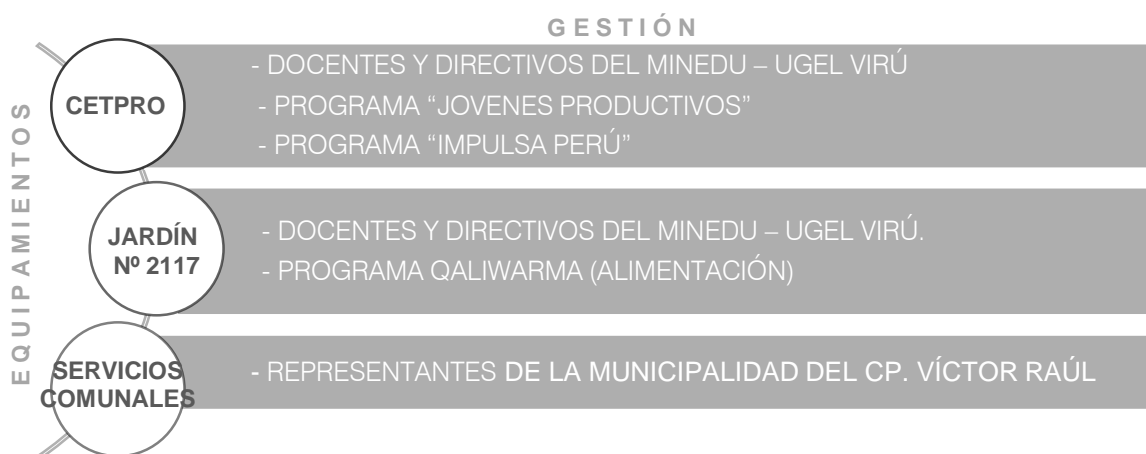 GESTIÓN
EQUIPAMIENTOS
CETPRO
- DOCENTES Y DIRECTIVOS DEL MINEDU – UGEL VIRÚ
- PROGRAMA “JOVENES PRODUCTIVOS”
- PROGRAMA “IMPULSA PERÚ”
JARDÍN
Nº 2117
- DOCENTES Y DIRECTIVOS DEL MINEDU – UGEL VIRÚ.
- PROGRAMA QALIWARMA (ALIMENTACIÓN)
SERVICIOS
COMUNALES
- REPRESENTANTES DE LA MUNICIPALIDAD DEL CP. VÍCTOR RAÚL